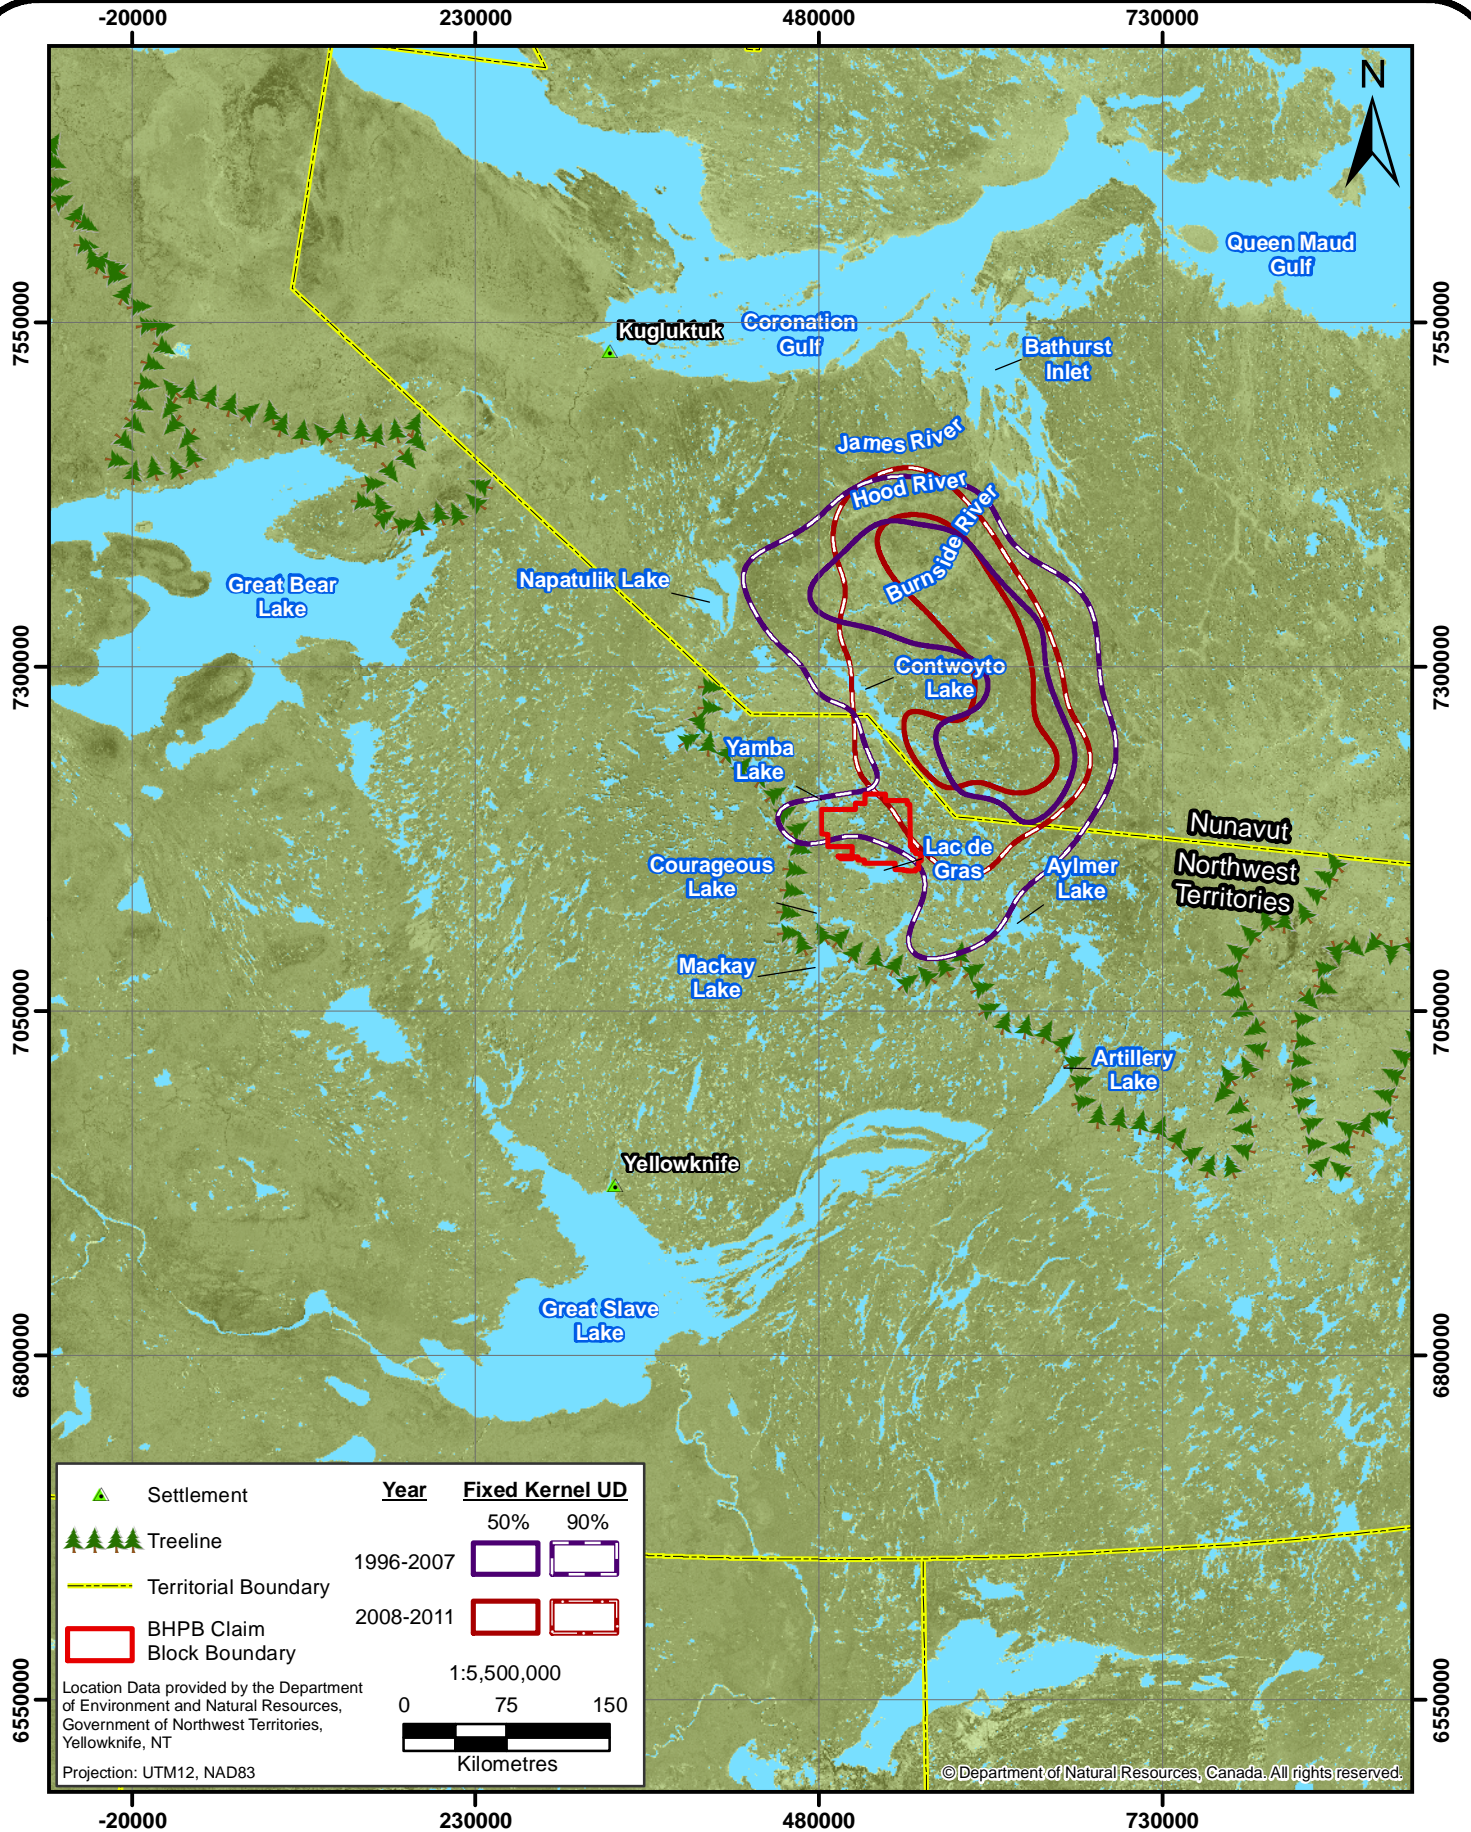 -20000 230000 480000 730000
N
Queen Maud
Gulf
7550000
7550000
Kugluktuk
Coronation
Gulf
Bathurst
Inlet
James River
Hood River
Burnside River
Great Bear
Lake
Napatulik Lake
7300000
7300000
Contwoyto
Lake
Yamba
Lake
Nunavut
Northwest
Territories
Courageous
Lake
Lac de
Gras
Aylmer
Lake
Mackay
Lake
7050000
7050000
Artillery
Lake
Yellowknife
Great Slave
Lake
6800000
6800000
Settlement
Treeline
Territorial Boundary
BHPB Claim
Block Boundary
Year Fixed Kernel UD
50% 90%
1996-2007
2008-2011
1:5,500,000
0 75 150
Kilometres
Location Data provided by the Department
of Environment and Natural Resources,
Government of Northwest Territories,
Yellowknife, NT
Projection: UTM12, NAD83
6550000
6550000
© Department of Natural Resources, Canada. All rights reserved.
-20000 230000 480000 730000